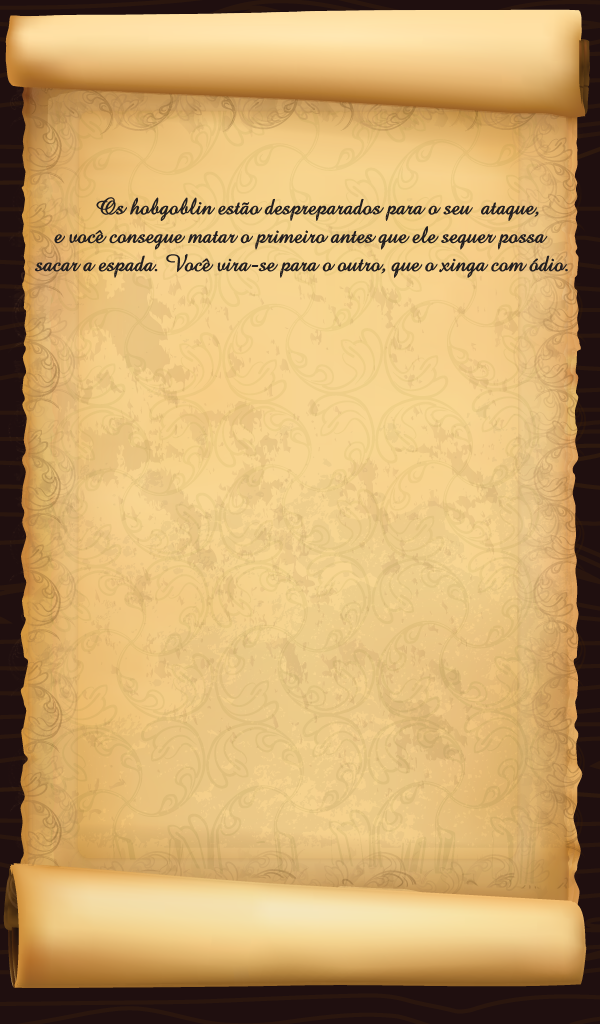 Os hobgoblin estão despreparados para o seu ataque,
e você consegue matar o primeiro antes que ele sequer possa
sacar a espada. Você vira-se para o outro, que o xinga com ódio.